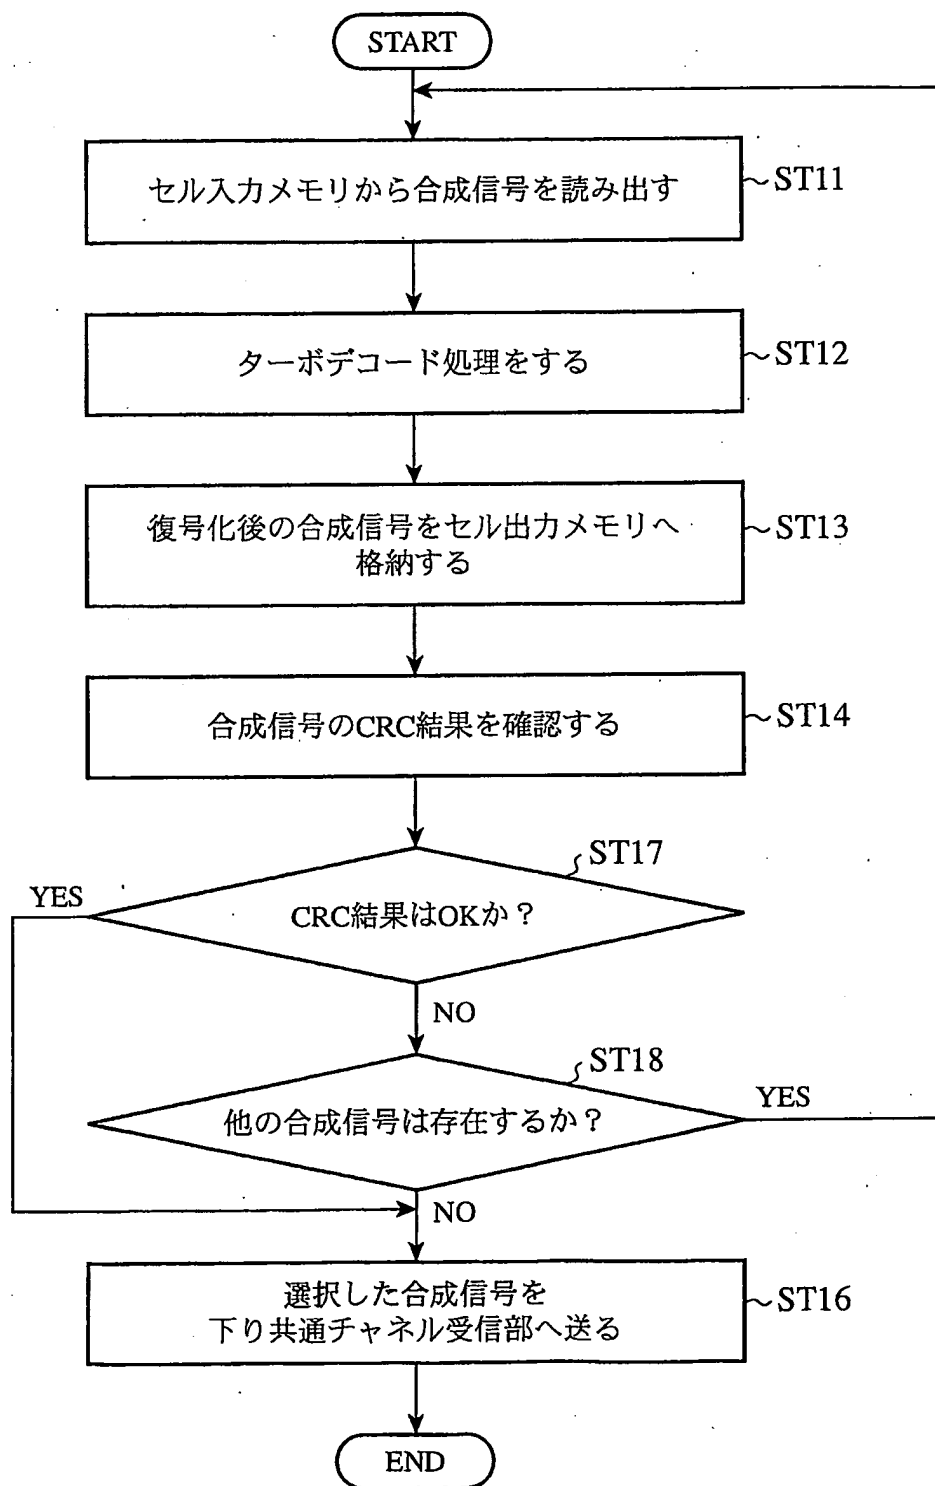 START
セル入力メモリから合成信号を読み出す
~ST11
ターボデコード処理をする
~ST12
復号化後の合成信号をセル出力メモリへ
格納する
~ST13
合成信号のCRC結果を確認する
~ST14
ST17
YES
CRC結果はOKか?
NO
ST18
他の合成信号は存在するか?
YES
NO
選択した合成信号を
下り共通チャネル受信部へ送る
~ST16
END